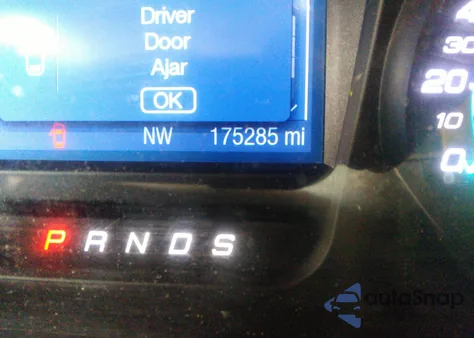 Driver
Door
Ajar
OK
NW 175285 mi
P R N D S
30
20
10
0
autoSnap